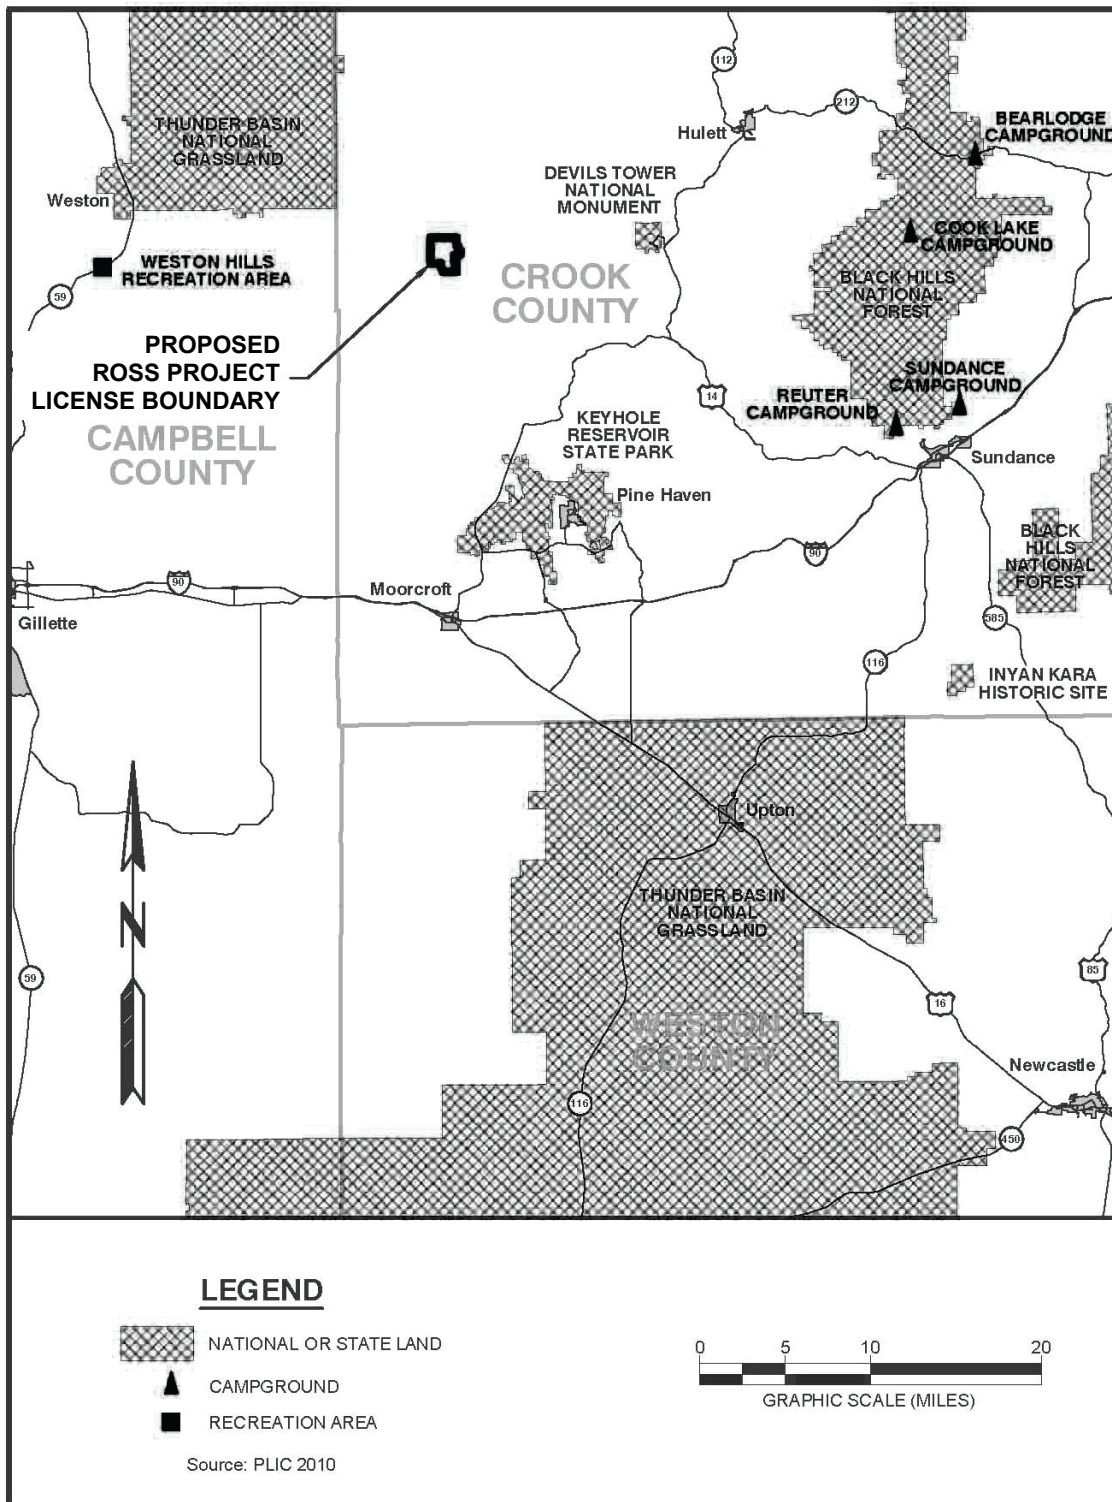 112
212
BEARLODGE
CAMPGROUND
Hulett
THUNDER BASIN
NATIONAL
GRASSLAND
DEVILS TOWER
NATIONAL
MONUMENT
Weston
COOK LAKE
CAMPGROUND
WESTON HILLS
RECREATION AREA
CROOK
COUNTY
BLACK HILLS
NATIONAL
FOREST
59
PROPOSED
ROSS PROJECT
LICENSE BOUNDARY
SUNDANCE
CAMPGROUND
REUTER
CAMPGROUND
14
CAMPBELL
COUNTY
KEYHOLE
RESERVOIR
STATE PARK
Sundance
Pine Haven
BLACK
HILLS
NATIONAL
FOREST
90
90
Moorcroft
Gillette
585
116
INYAN KARA
HISTORIC SITE
Upton
THUNDER BASIN
NATIONAL
GRASSLAND
N
59
85
16
WESTON
COUNTY
Newcastle
116
450
LEGEND
NATIONAL OR STATE LAND
CAMPGROUND
RECREATION AREA
Source: PLIC 2010
0 5 10 20
GRAPHIC SCALE (MILES)